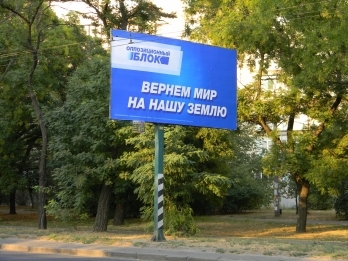 ОППОЗИЦИОННЫЙ
БЛОК
ВЕРНЕМ МИР
НА НАШУ ЗЕМЛЮ